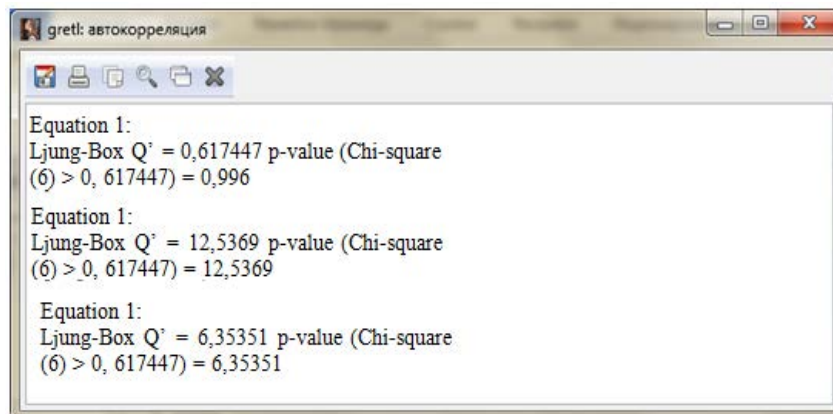 gretl: автокорреляция
Equation 1:
Ljung-Box Q’ = 0,617447 p-value (Chi-square
(6) > 0, 617447) = 0,996
Equation 1:
Ljung-Box Q’ = 12,5369 p-value (Chi-square
(6) > 0, 617447) = 12,5369
Equation 1:
Ljung-Box Q’ = 6,35351 p-value (Chi-square
(6) > 0, 617447) = 6,35351